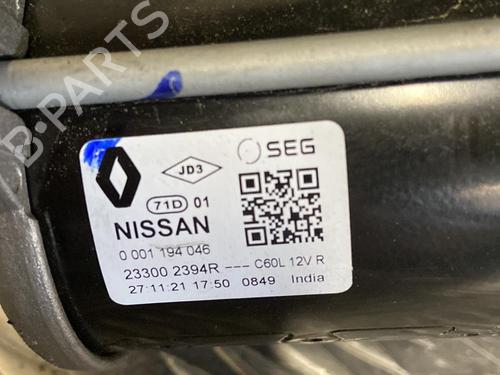 JD3
SEG
71D 01
NISSAN
0 001 194 046
23300 2394R --- C60L 12V R
27.11.21 17:50 0849 India
B-PARTS